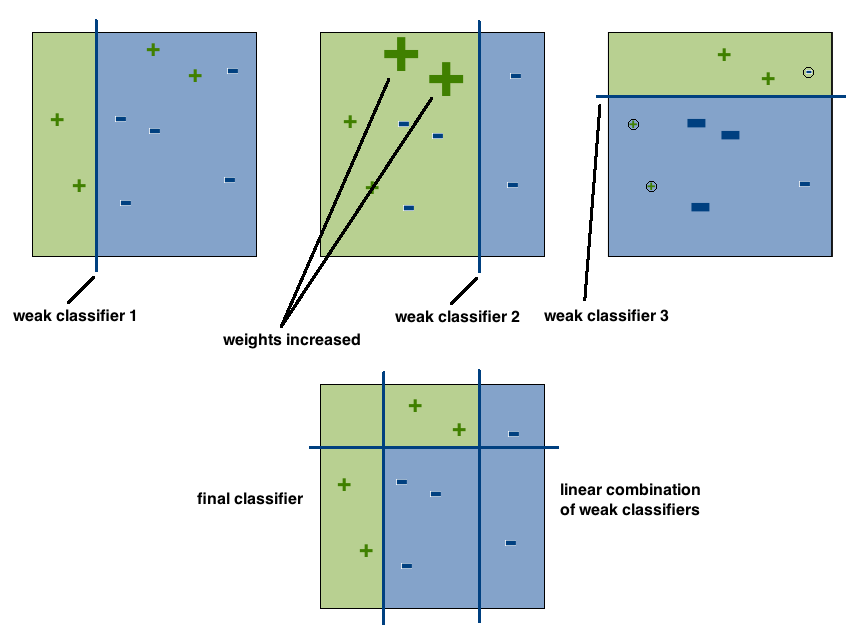 weak classifier 1
weights increased
weak classifier 2
weak classifier 3
final classifier
linear combination
of weak classifiers